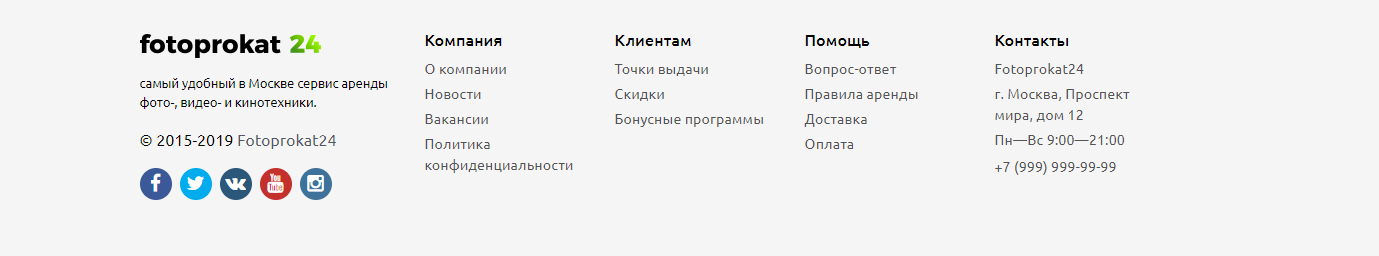 fotoprokat 24
самый удобный в Москве сервис аренды
фото-, видео- и кинотехники.
© 2015-2019 Fotoprokat24
f
You
Tube
Компания
О компании
Новости
Вакансии
Политика
конфиденциальности
Клиентам
Точки выдачи
Скидки
Бонусные программы
Помощь
Вопрос-ответ
Правила аренды
Доставка
Оплата
Контакты
Fotoprokat24
г. Москва, Проспект
мира, дом 12
Пн—Вс 9:00—21:00
+7 (999) 999-99-99